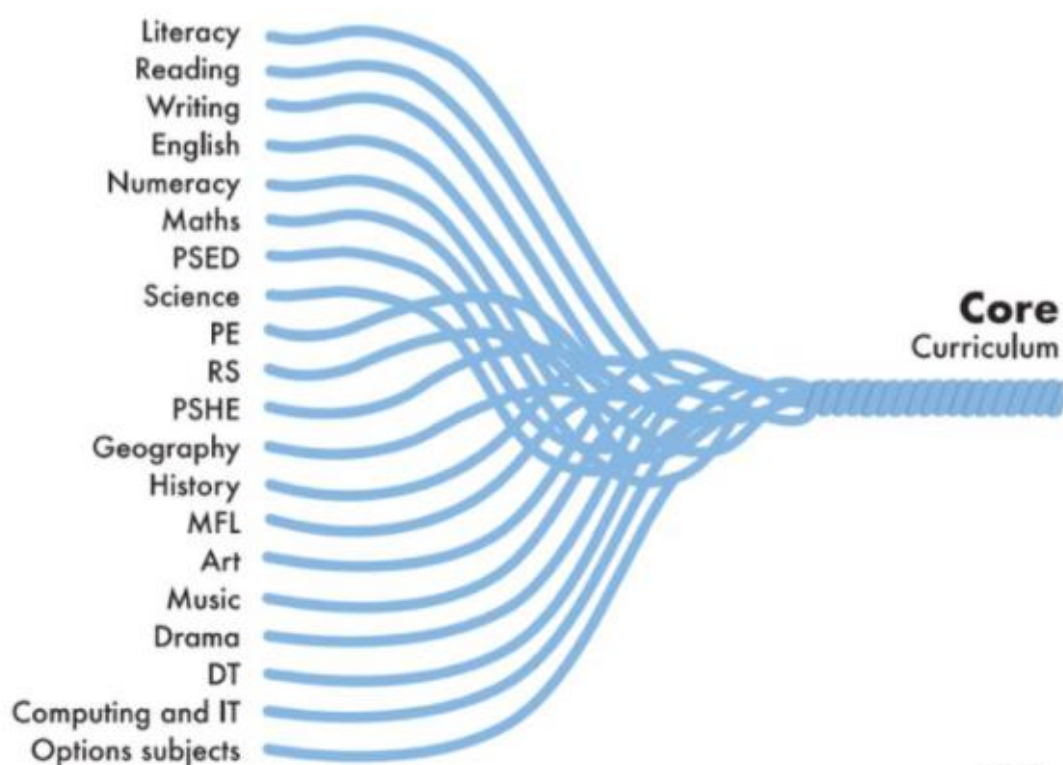 Literacy
Reading
Writing
English
Numeracy
Maths
PSED
Science
PE
RS
PSHE
Geography
History
MFL
Art
Music
Drama
DT
Computing and IT
Options subjects
Core
Curriculum